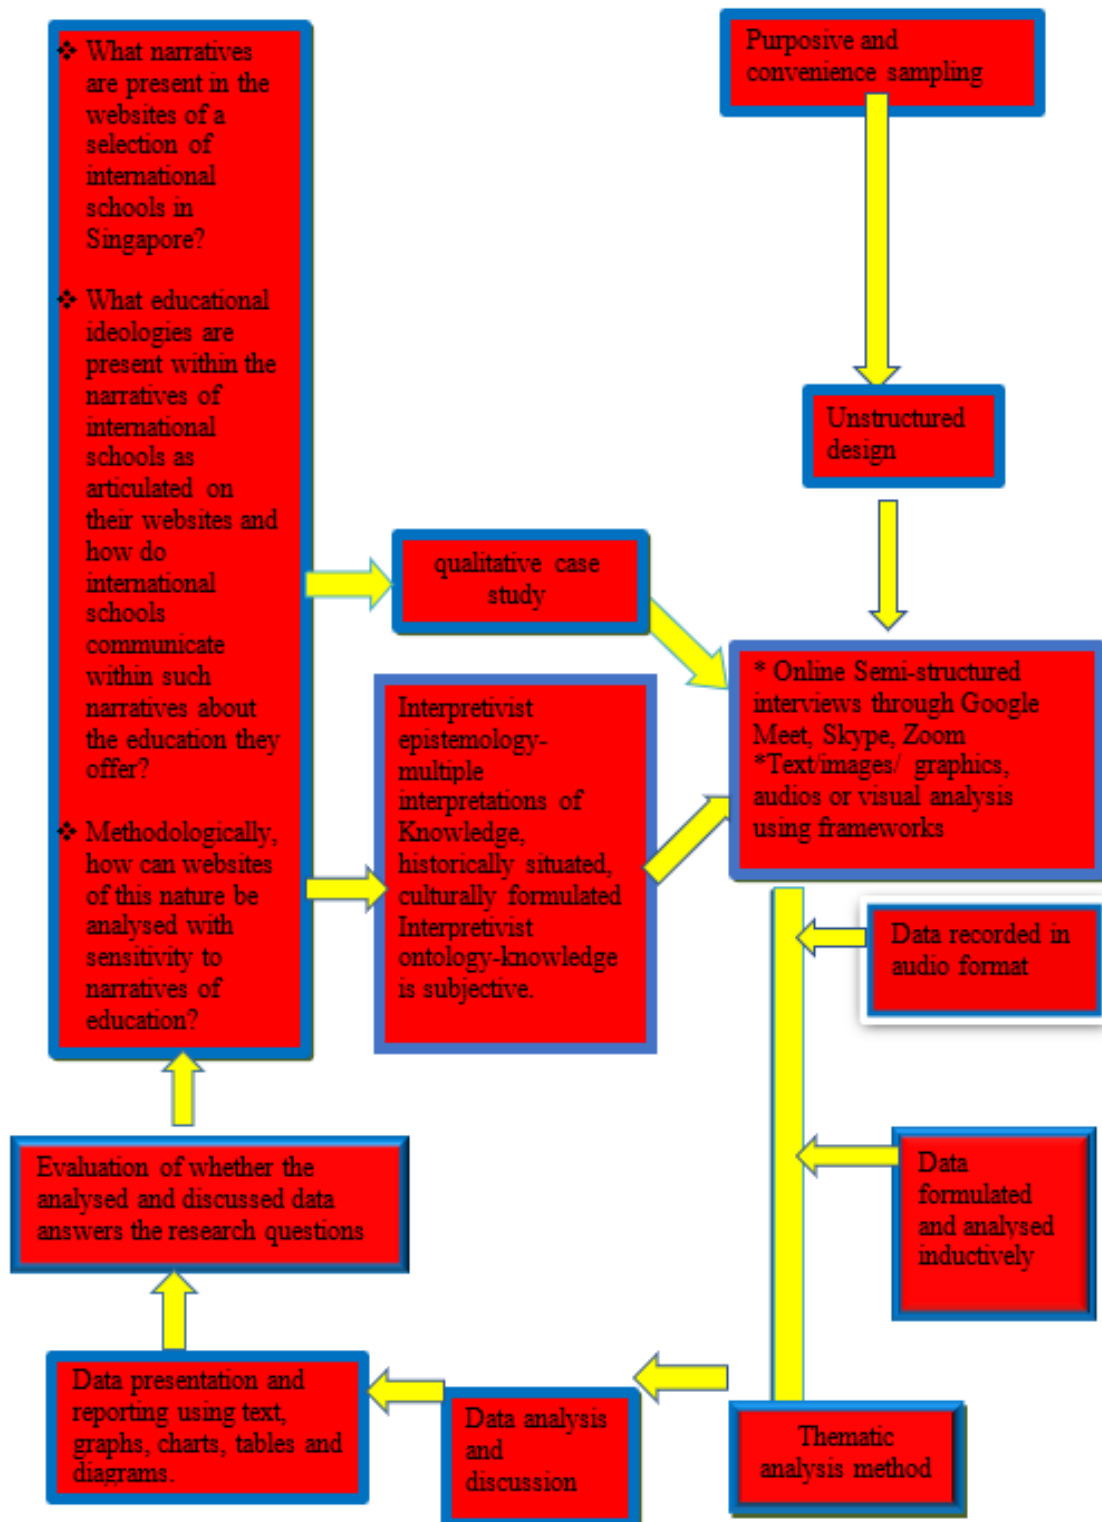 ❖ What narratives
are present in the
websites of a
selection of
international
schools in
Singapore?
❖ What educational
ideologies are
present within the
narratives of
international
schools as
articulated on
their websites and
how do
international
schools
communicate
within such
narratives about
the education they
offer?
❖ Methodologically,
how can websites
of this nature be
analysed with
sensitivity to
narratives of
education?
Purposive and
convenience sampling
Unstructured
design
qualitative case
study
Interpretivist
epistemology-
multiple
interpretations of
Knowledge,
historically situated,
culturally formulated
Interpretivist
ontology-knowledge
is subjective.
* Online Semi-structured
interviews through Google
Meet, Skype, Zoom
*Text/images/ graphics,
audios or visual analysis
using frameworks
Data recorded in
audio format
Data
formulated
and analysed
inductively
Thematic
analysis method
Data analysis
and
discussion
Data presentation and
reporting using text,
graphs, charts, tables and
diagrams.
Evaluation of whether the
analysed and discussed data
answers the research questions